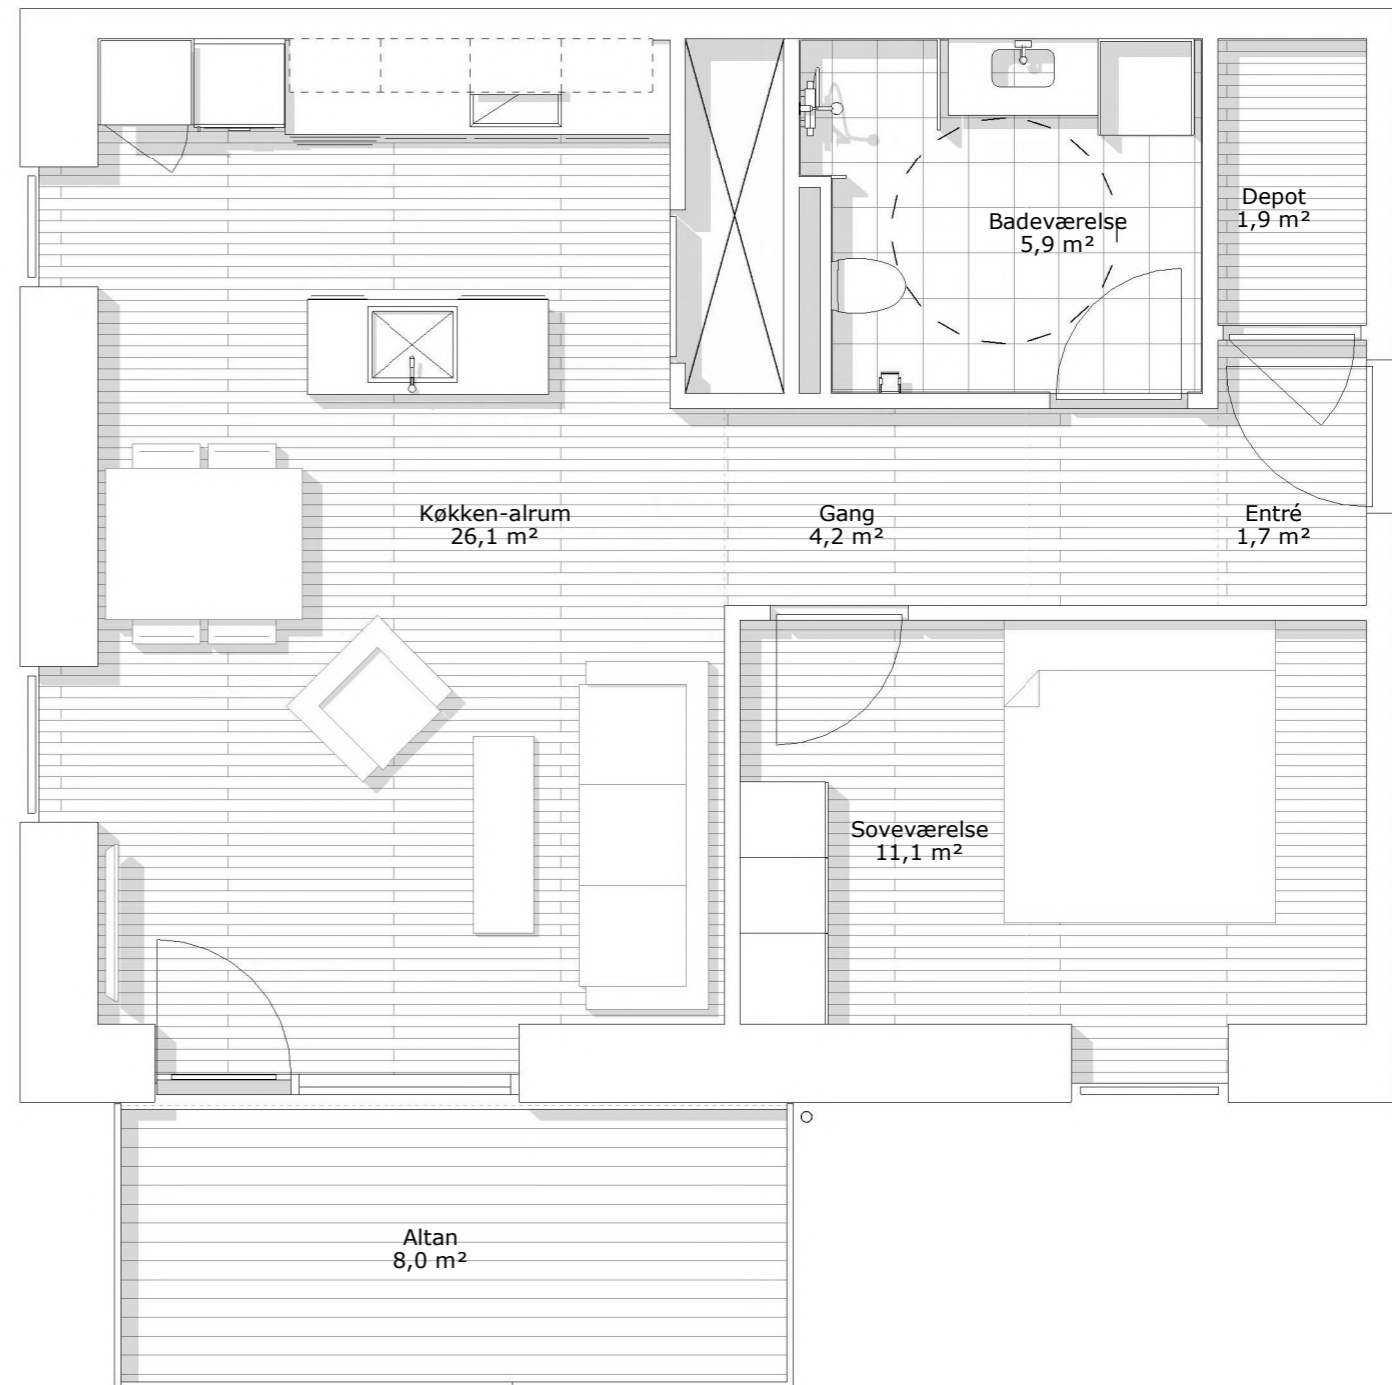 Depot
1,9 m²
Badeværelse
5,9 m²
Køkken-alrum
26,1 m²
Gang
4,2 m²
Entré
1,7 m²
Soveværelse
11,1 m²
Altan
8,0 m²